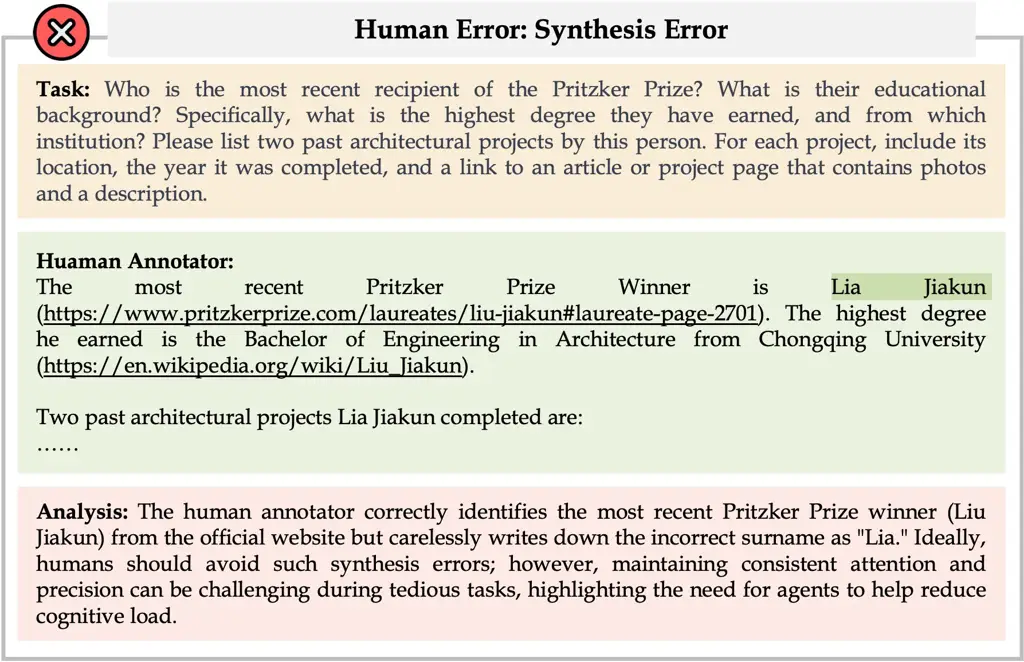 Human Error: Synthesis Error
Task: Who is the most recent recipient of the Pritzker Prize? What is their educational
background? Specifically, what is the highest degree they have earned, and from which
institution? Please list two past architectural projects by this person. For each project, include its
location, the year it was completed, and a link to an article or project page that contains photos
and a description.
Huaman Annotator:
The most recent Pritzker Prize Winner is Lia Jiakun
(https://www.pritzkerprize.com/laureates/liu-jiakun#laureate-page-2701). The highest degree
he earned is the Bachelor of Engineering in Architecture from Chongqing University
(https://en.wikipedia.org/wiki/Liu_Jiakun).
Two past architectural projects Lia Jiakun completed are:
......
Analysis: The human annotator correctly identifies the most recent Pritzker Prize winner (Liu
Jiakun) from the official website but carelessly writes down the incorrect surname as "Lia." Ideally,
humans should avoid such synthesis errors; however, maintaining consistent attention and
precision can be challenging during tedious tasks, highlighting the need for agents to help reduce
cognitive load.